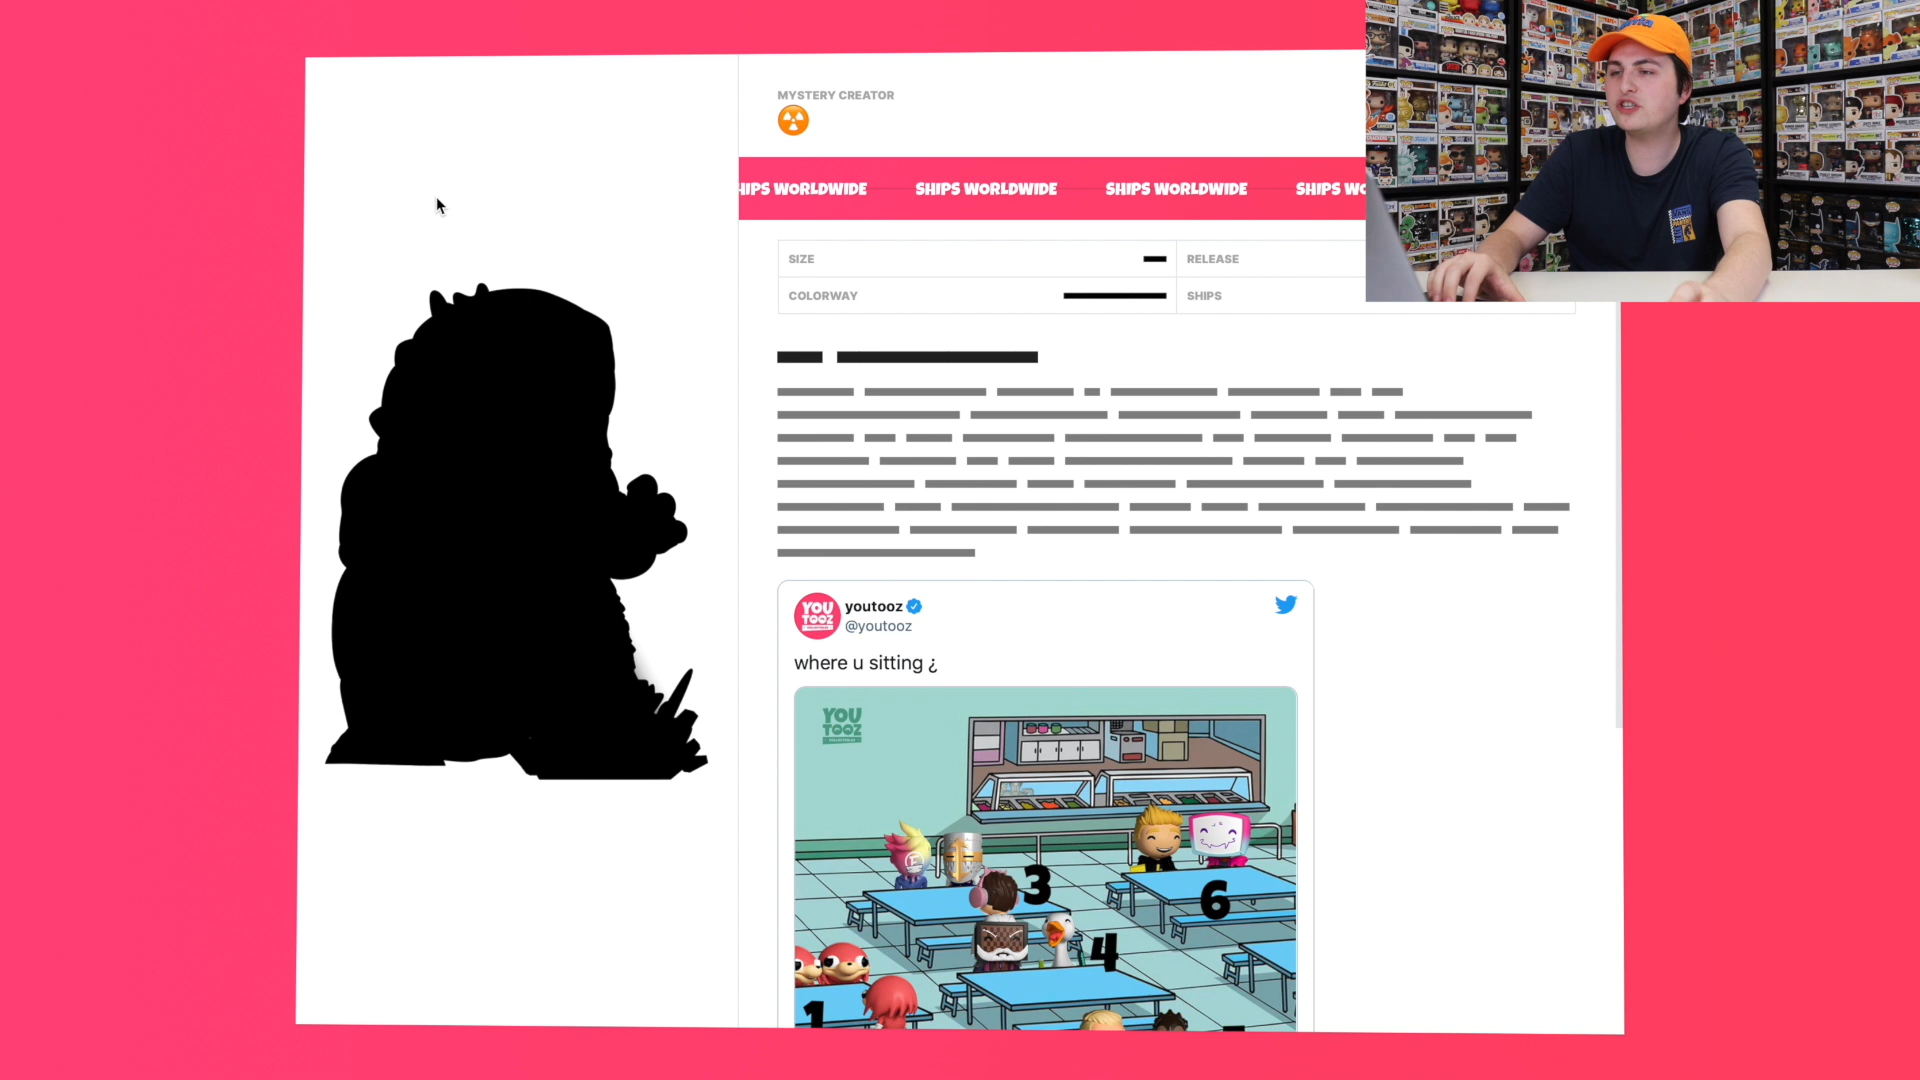 MYSTERY CREATOR
SHIPS WORLDWIDE SHIPS WORLDWIDE SHIPS WORLDWIDE SHIPS WO
SIZE
RELEASE
COLORWAY
SHIPS
YOU
TOOZ
youtooz
@youtooz
where u sitting ¿
YOU
TOOZ
3
6
4
1